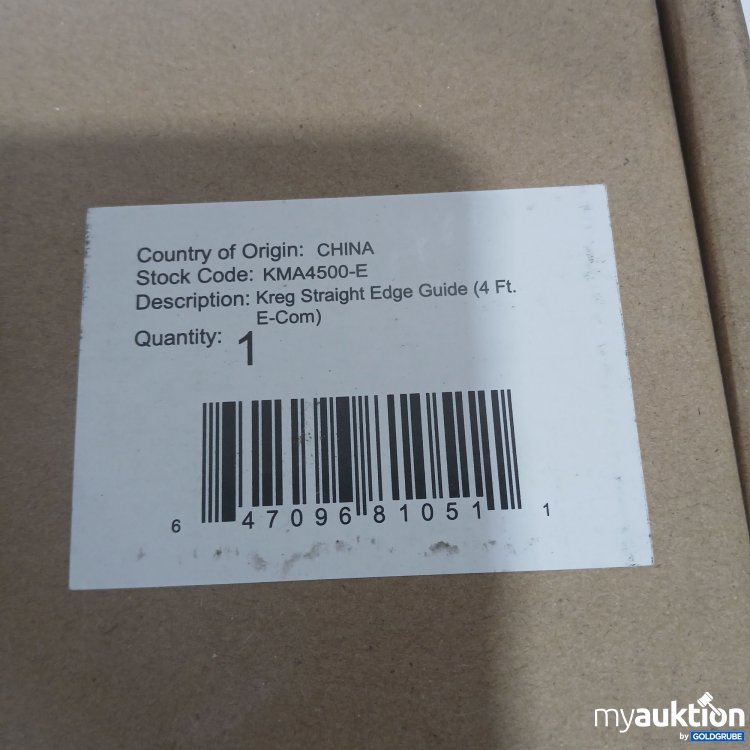 Country of Origin: CHINA
Stock Code: KMA4500-E
Description: Kreg Straight Edge Guide (4 Ft.
E-Com)
Quantity: 1
6 47096 81051 1
myauktion
by GOLDGRUBE